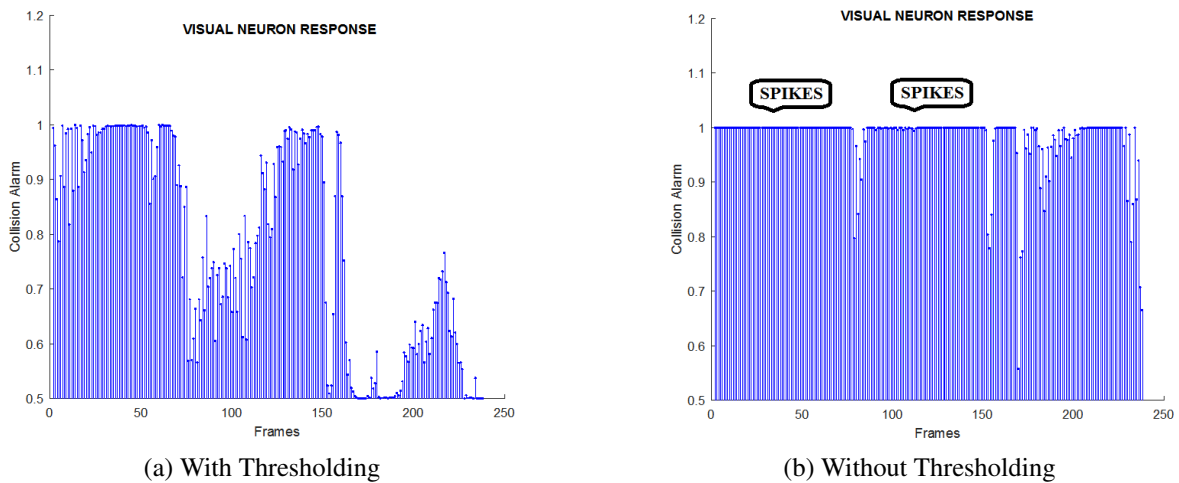 VISUAL NEURON RESPONSE
1.2
1.1
1
0.9
0.8
0.7
0.6
0.5
Collision Alarm
0 50 100 150 200 250
Frames
(a) With Thresholding
VISUAL NEURON RESPONSE
SPIKES SPIKES
1.2
1.1
1
0.9
0.8
0.7
0.6
0.5
Collision Alarm
0 50 100 150 200 250
Frames
(b) Without Thresholding